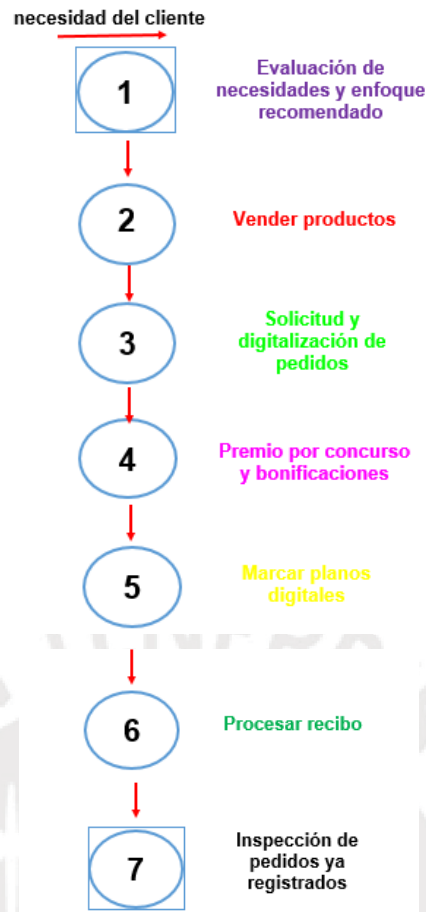 necesidad del cliente
1
Evaluación de
necesidades y enfoque
recomendado
2
Vender productos
3
Solicitud y
digitalización de
pedidos
4
Premio por concurso
y bonificaciones
5
Marcar planos
digitales
6
Procesar recibo
7
Inspección de
pedidos ya
registrados